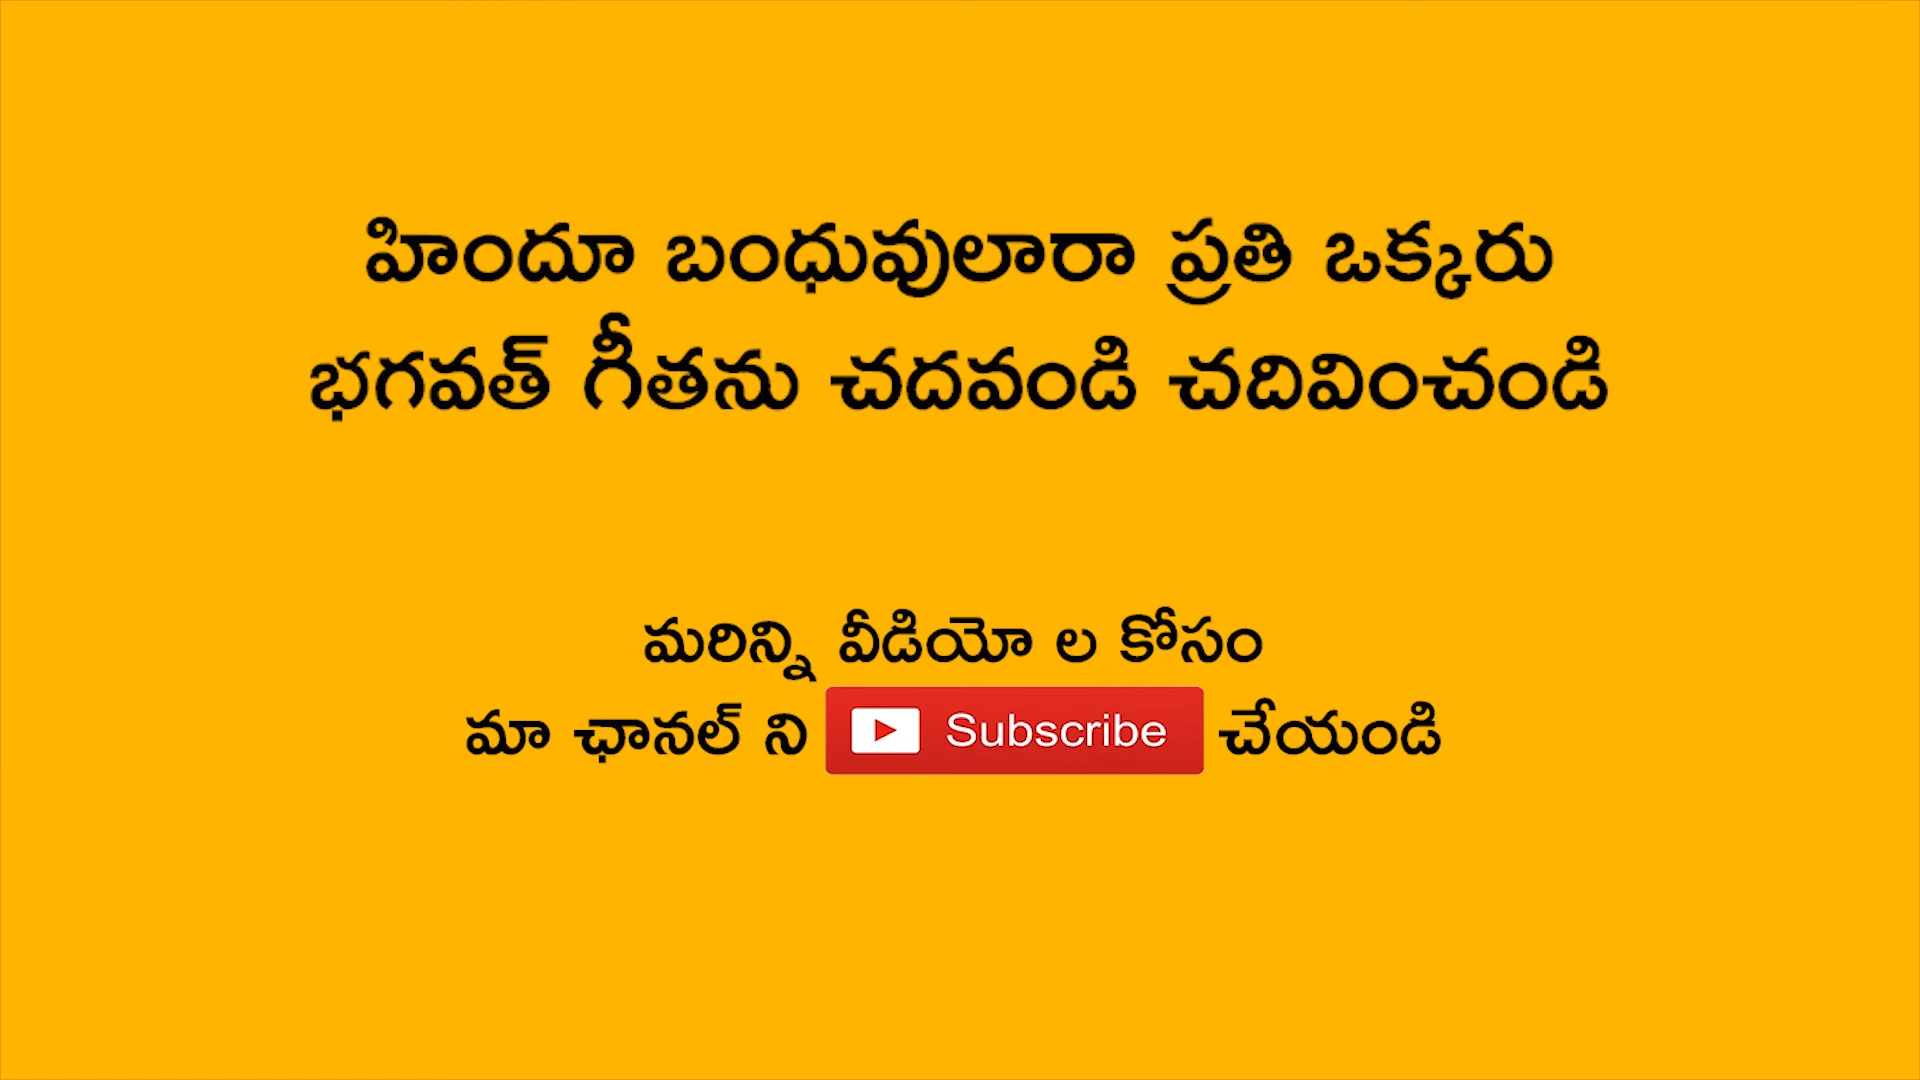 హిందూ బంధువులారా ప్రతి ఒక్కరు
భగవత్ గీతను చదవండి చదివించండి
మరిన్ని వీడియో ల కోసం
మా ఛానల్ ని Subscribe చేయండి